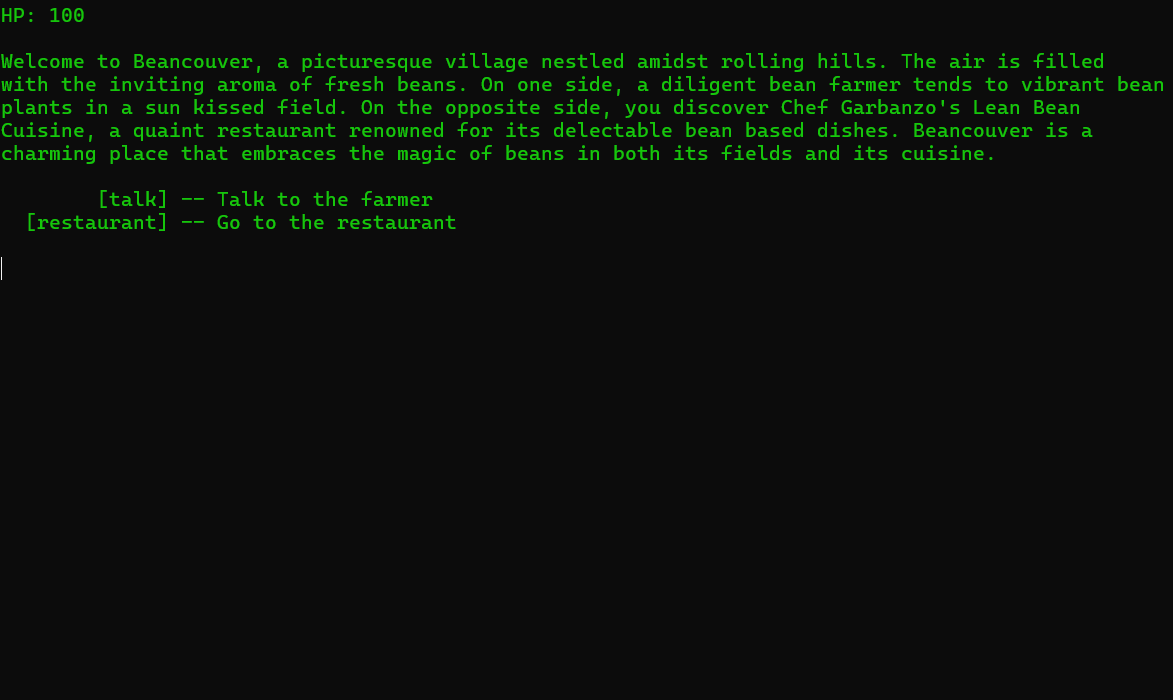 HP: 100
Welcome to Beancouver, a picturesque village nestled amidst rolling hills. The air is filled
with the inviting aroma of fresh beans. On one side, a diligent bean farmer tends to vibrant bean
plants in a sun kissed field. On the opposite side, you discover Chef Garbanzo's Lean Bean
Cuisine, a quaint restaurant renowned for its delectable bean based dishes. Beancouver is a
charming place that embraces the magic of beans in both its fields and its cuisine.
[talk] -- Talk to the farmer
[restaurant] -- Go to the restaurant